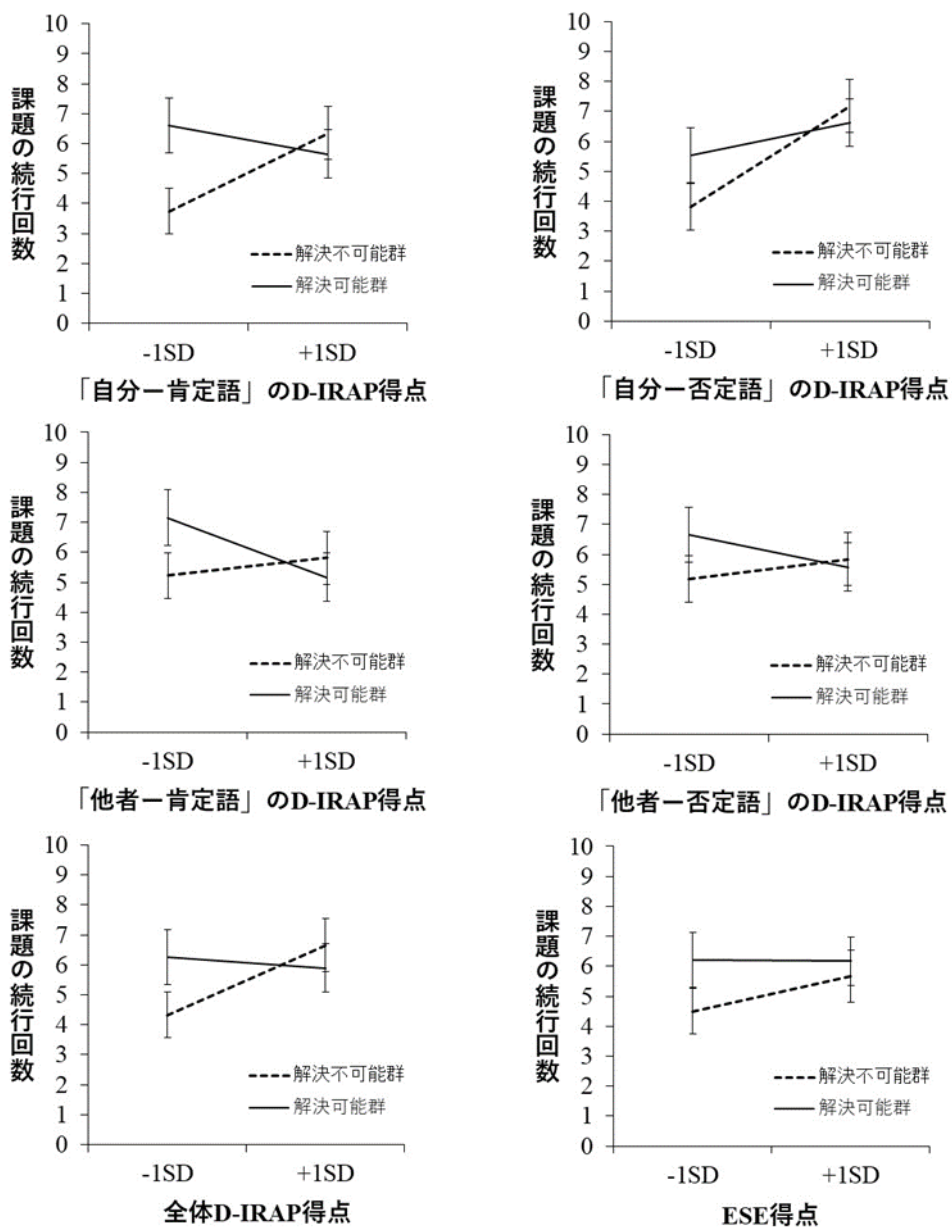 課題の続行回数
10
9
8
7
6
5
4
3
2
1
0
解決不可能群
解決可能群
-1SD
+1SD
「自分ー肯定語」のD-IRAP得点
課題の続行回数
10
9
8
7
6
5
4
3
2
1
0
解決不可能群
解決可能群
-1SD
+1SD
「自分ー否定語」のD-IRAP得点
課題の続行回数
10
9
8
7
6
5
4
3
2
1
0
解決不可能群
解決可能群
-1SD
+1SD
「他者ー肯定語」のD-IRAP得点
課題の続行回数
10
9
8
7
6
5
4
3
2
1
0
解決不可能群
解決可能群
-1SD
+1SD
「他者ー否定語」のD-IRAP得点
課題の続行回数
10
9
8
7
6
5
4
3
2
1
0
解決不可能群
解決可能群
-1SD
+1SD
全体D-IRAP得点
課題の続行回数
10
9
8
7
6
5
4
3
2
1
0
解決不可能群
解決可能群
-1SD
+1SD
ESE得点